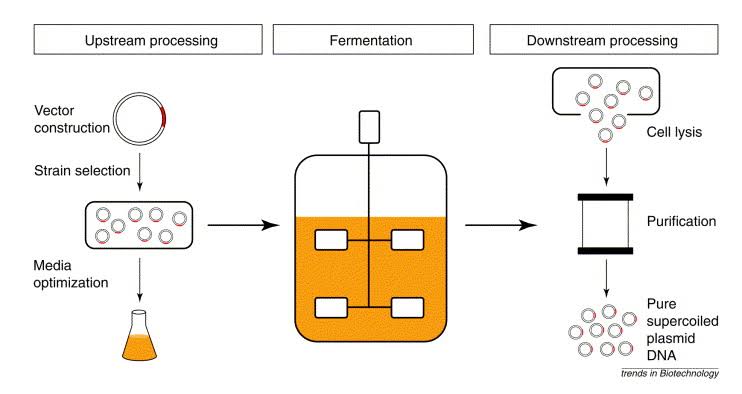 Upstream processing
Fermentation
Downstream processing
Vector
construction
Strain selection
Media
optimization
Cell lysis
Purification
Pure
supercoiled
plasmid
DNA
trends in Biotechnology